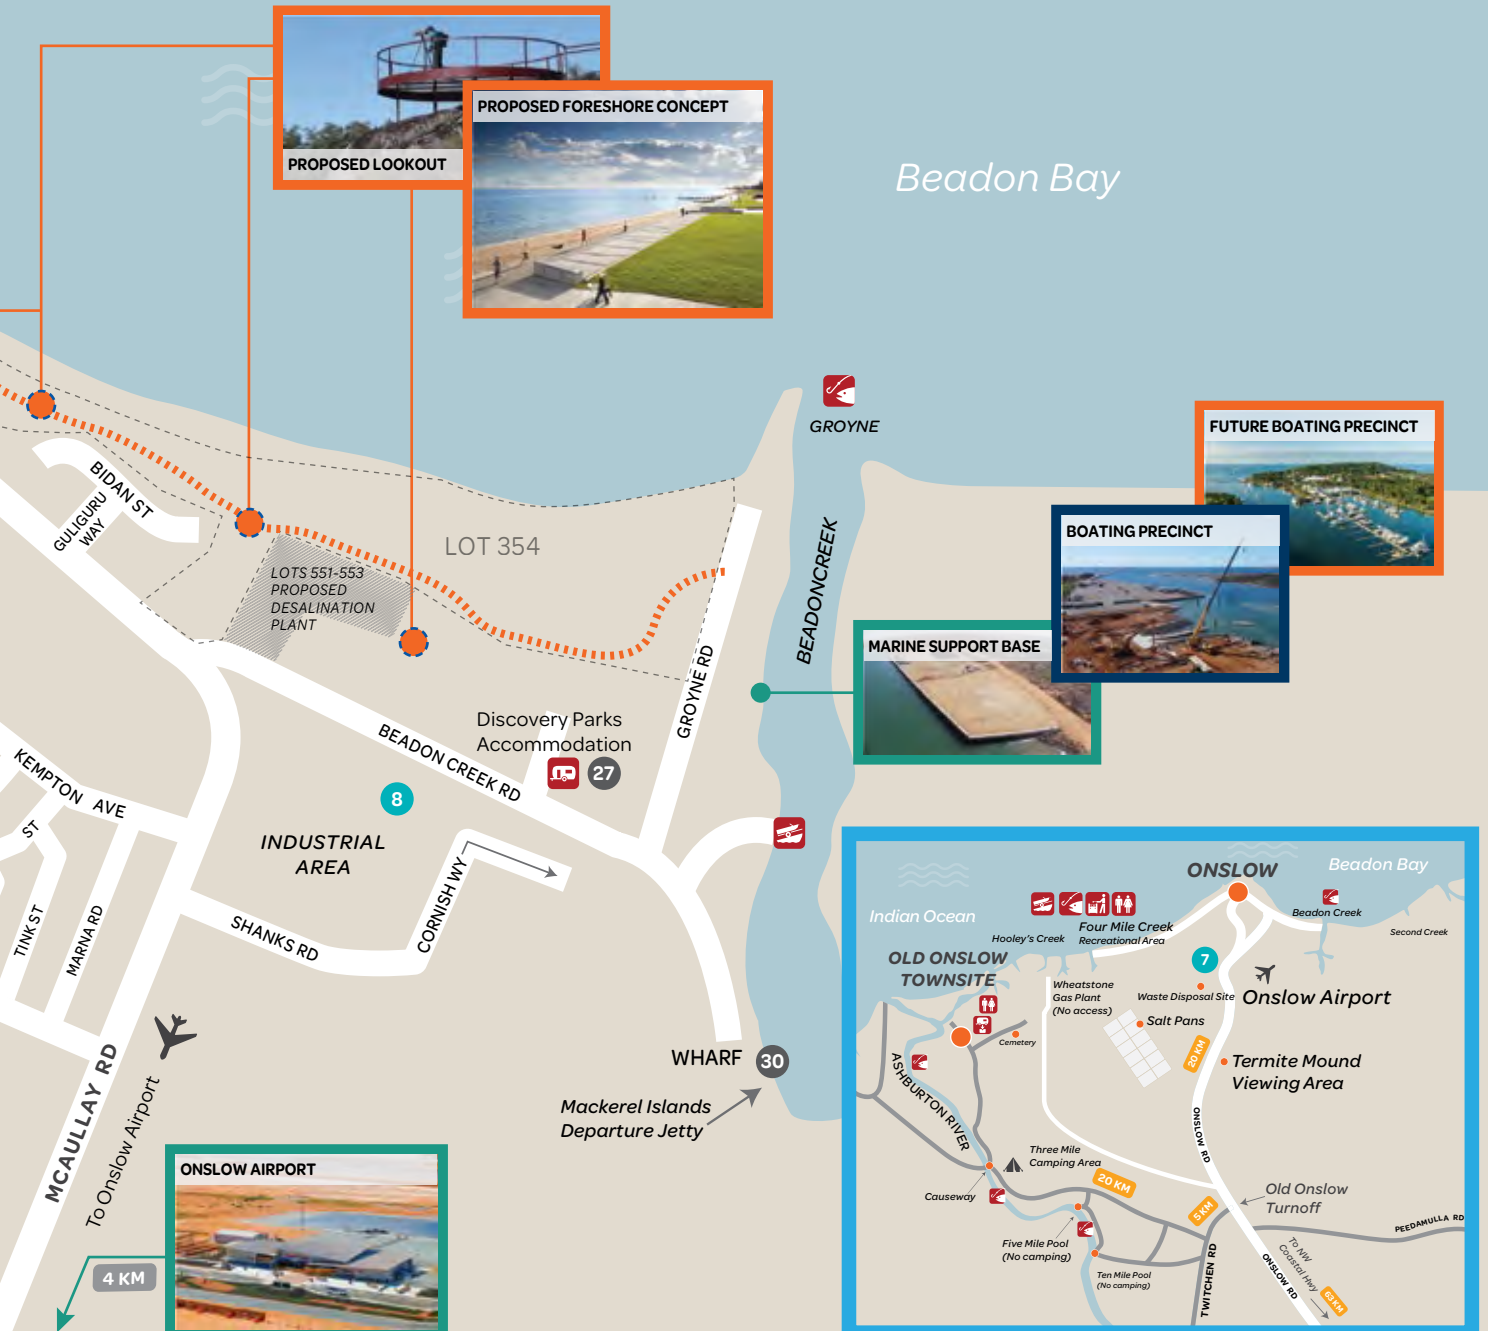 PROPOSED LOOKOUT
PROPOSED FORESHORE CONCEPT
Beadon Bay
GROYNE
FUTURE BOATING PRECINCT
BOATING PRECINCT
MARINE SUPPORT BASE
BIDAN ST
GULIGURU
WAY
LOT 354
LOTS 551-553
PROPOSED
DESALINATION
PLANT
BEADONCREEK
GROYNE RD
Discovery Parks
Accommodation
27
BEADON CREEK RD
KEMPTON AVE
ST
8
INDUSTRIAL
AREA
TINK ST
MARNA RD
SHANKS RD
CORNISH WY
WHARF
30
Mackerel Islands
Departure Jetty
MCAULLAY RD
To Onslow Airport
ONSLOW AIRPORT
4 KM
ONSLOW
Beadon Bay
Indian Ocean
Beadon Creek
Second Creek
Hooley's Creek
Four Mile Creek
Recreational Area
OLD ONSLOW
TOWNSITE
7
Wheatstone
Gas Plant
(No access)
Waste Disposal Site
Onslow Airport
Salt Pans
Cemetery
20 KM
Termite Mound
Viewing Area
ASHBURTON RIVER
ONSLOW RD
Three Mile
Camping Area
Causeway
20 KM
5 KM
Old Onslow
Turnoff
PEEDAMULLA RD
Five Mile Pool
(No camping)
Ten Mile Pool
(No camping)
TWITCHEN RD
To NW
Coastal Hwy
ONSLOW RD
63 KM